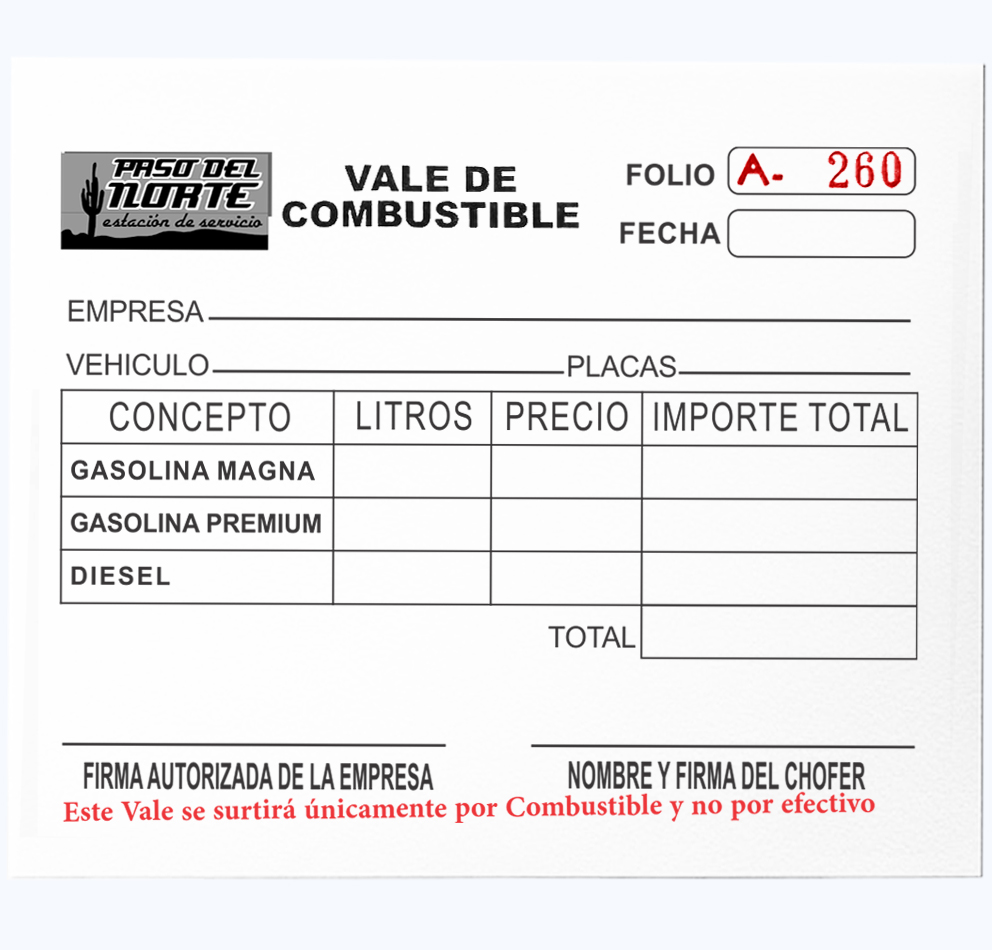 PASO DEL
NORTE
estación de servicio
VALE DE
COMBUSTIBLE
FOLIO A- 260
FECHA
EMPRESA
VEHICULO PLACAS
CONCEPTO LITROS PRECIO IMPORTE TOTAL
GASOLINA MAGNA
GASOLINA PREMIUM
DIESEL
TOTAL
FIRMA AUTORIZADA DE LA EMPRESA NOMBRE Y FIRMA DEL CHOFER
Este Vale se surtirá únicamente por Combustible y no por efectivo